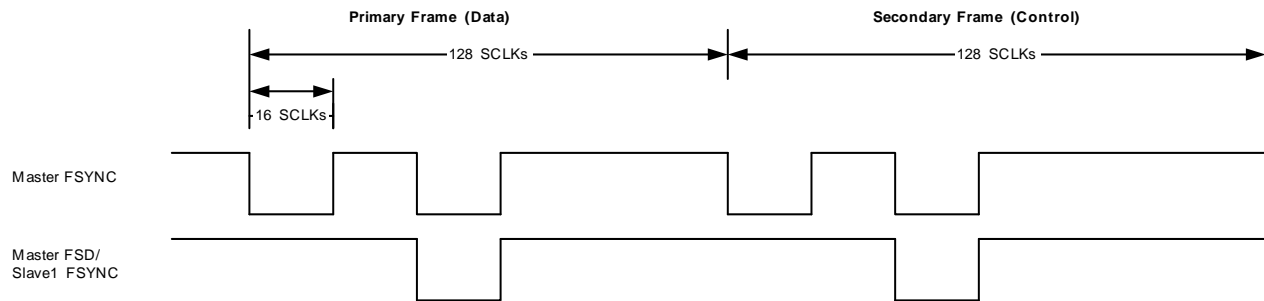 Primary Frame (Data)
Secondary Frame (Control)
128 SCLKs
128 SCLKs
16 SCLKs
Master FSYNC
Master FSD/
Slave1 FSYNC